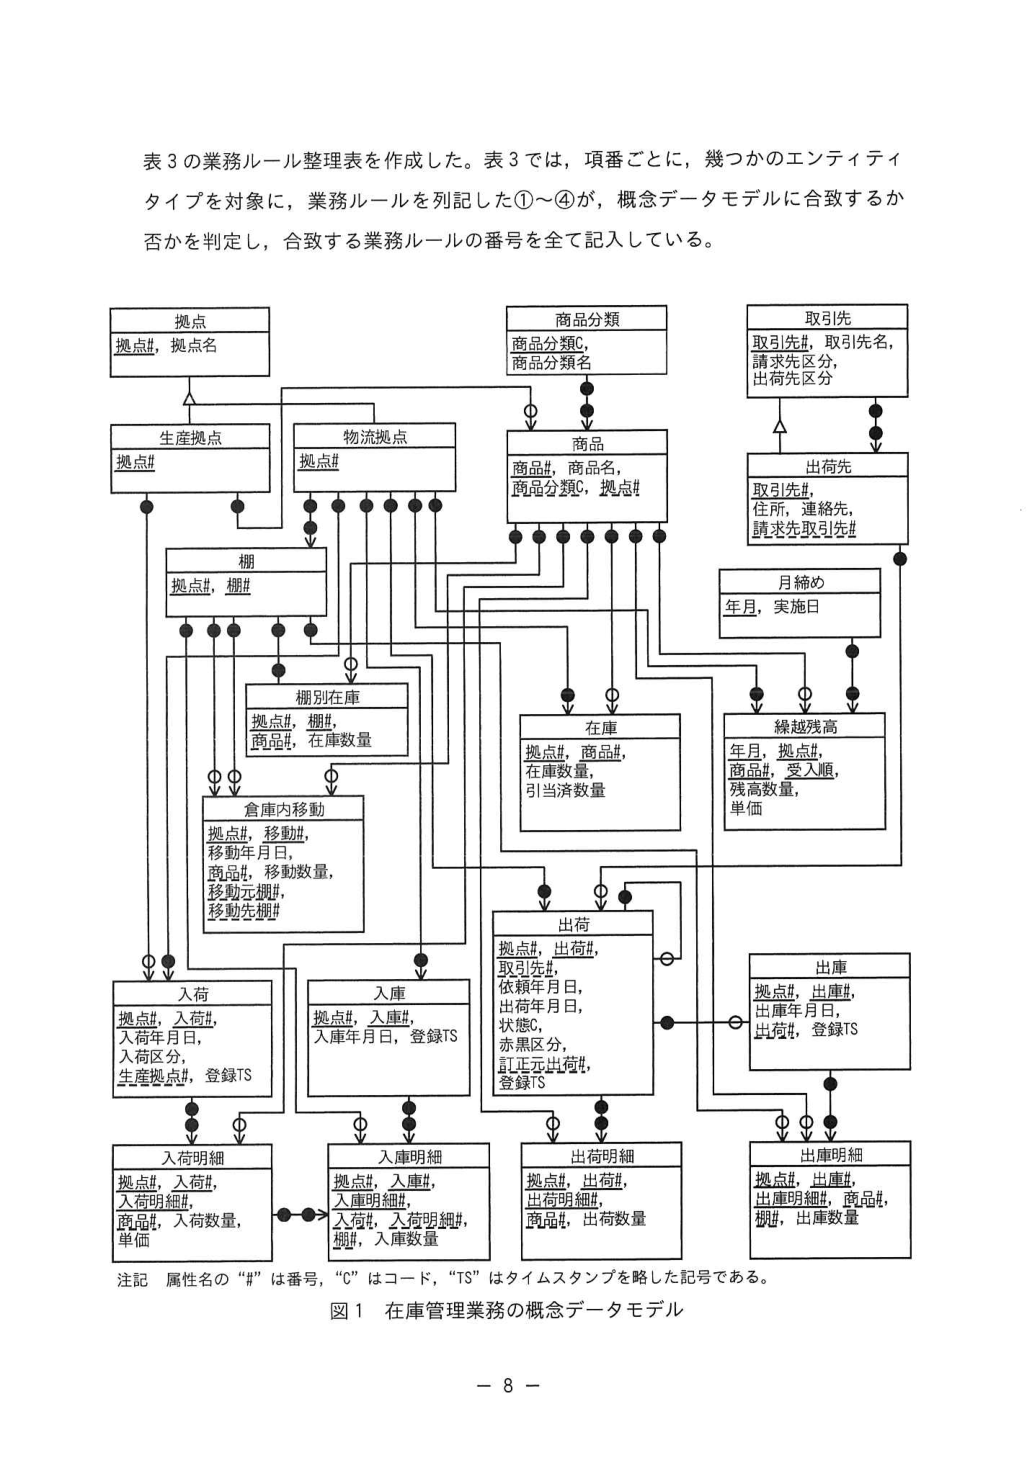 表3の業務ルール整理表を作成した。表3では，項番ごとに，幾つかのエンティティ
タイプを対象に，業務ルールを列記した①～④が，概念データモデルに合致するか
否かを判定し，合致する業務ルールの番号を全て記入している。
拠点
拠点#，拠点名
商品分類
商品分類C，
商品分類名
取引先
取引先#，取引先名，
請求先区分，
出荷先区分
生産拠点
拠点#
物流拠点
拠点#
商品
商品#，商品名，
商品分類C，拠点#
出荷先
取引先#，
住所，連絡先，
請求先取引先#
棚
拠点#，棚#
月締め
年月，実施日
棚別在庫
拠点#，棚#，
商品#，在庫数量
在庫
拠点#，商品#，
在庫数量，
引当済数量
繰越残高
年月，拠点#，
商品#，受入順，
残高数量，
単価
倉庫内移動
拠点#，移動#，
移動年月日，
商品#，移動数量，
移動元棚#，
移動先棚#
出荷
拠点#，出荷#，
取引先#，
依頼年月日，
出荷年月日，
状態C，
赤黒区分，
訂正元出荷#，
登録TS
入荷
拠点#，入荷#，
入荷年月日，
入荷区分，
生産拠点#，登録TS
入庫
拠点#，入庫#，
入庫年月日，登録TS
出庫
拠点#，出庫#，
出庫年月日，
出荷#，登録TS
入荷明細
拠点#，入荷#，
入荷明細#，
商品#，入荷数量，
単価
入庫明細
拠点#，入庫#，
入庫明細#，
入荷#，入荷明細#，
棚#，入庫数量
出荷明細
拠点#，出荷#，
出荷明細#，
商品#，出荷数量
出庫明細
拠点#，出庫#，
出庫明細#，商品#，
棚#，出庫数量
注記　属性名の“#”は番号，“C”はコード，“TS”はタイムスタンプを略した記号である。
図1　在庫管理業務の概念データモデル
－ 8 －